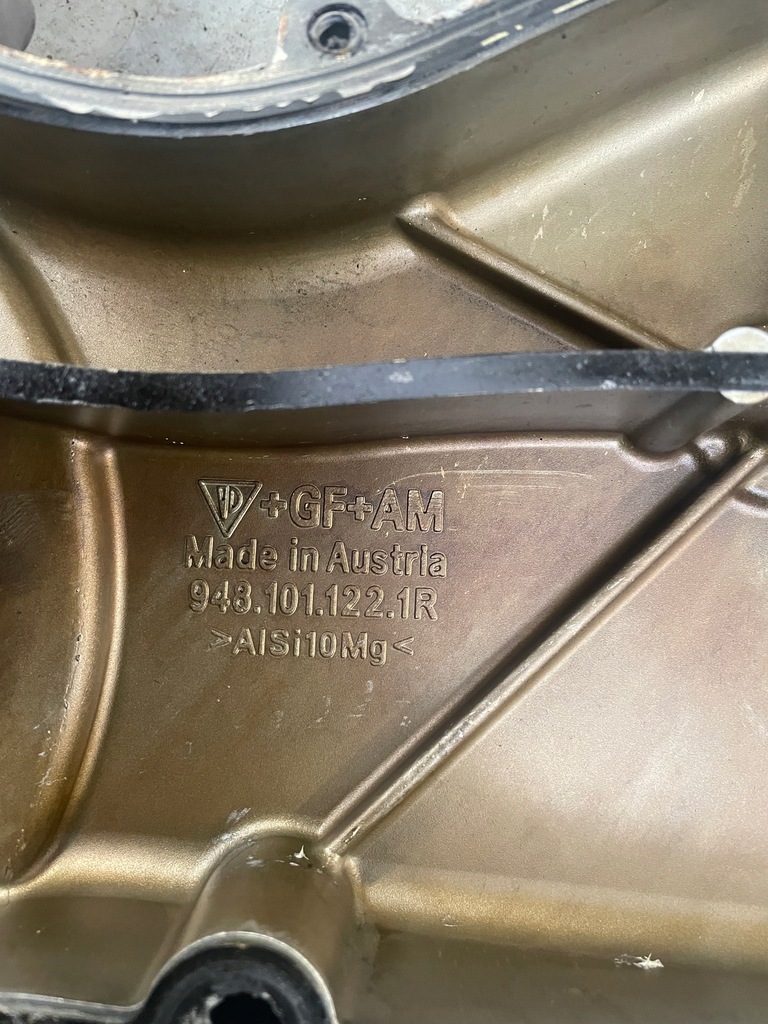 +GF+AM
Made in Austria
948.101.122.1R
>AlSi10Mg<